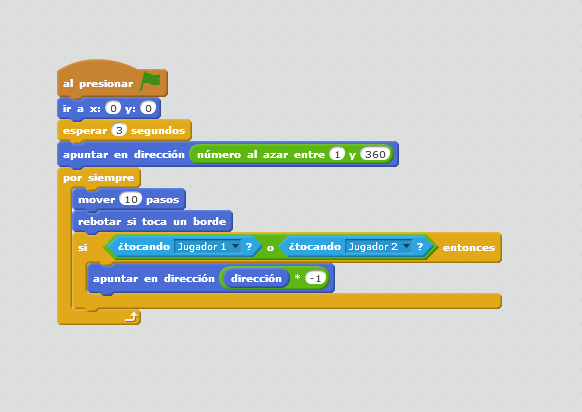 al presionar
ir a x: 0 y: 0
esperar 3 segundos
apuntar en dirección número al azar entre 1 y 360
por siempre
mover 10 pasos
rebotar si toca un borde
si ¿tocando Jugador 1 ? o ¿tocando Jugador 2 ? entonces
apuntar en dirección dirección * -1